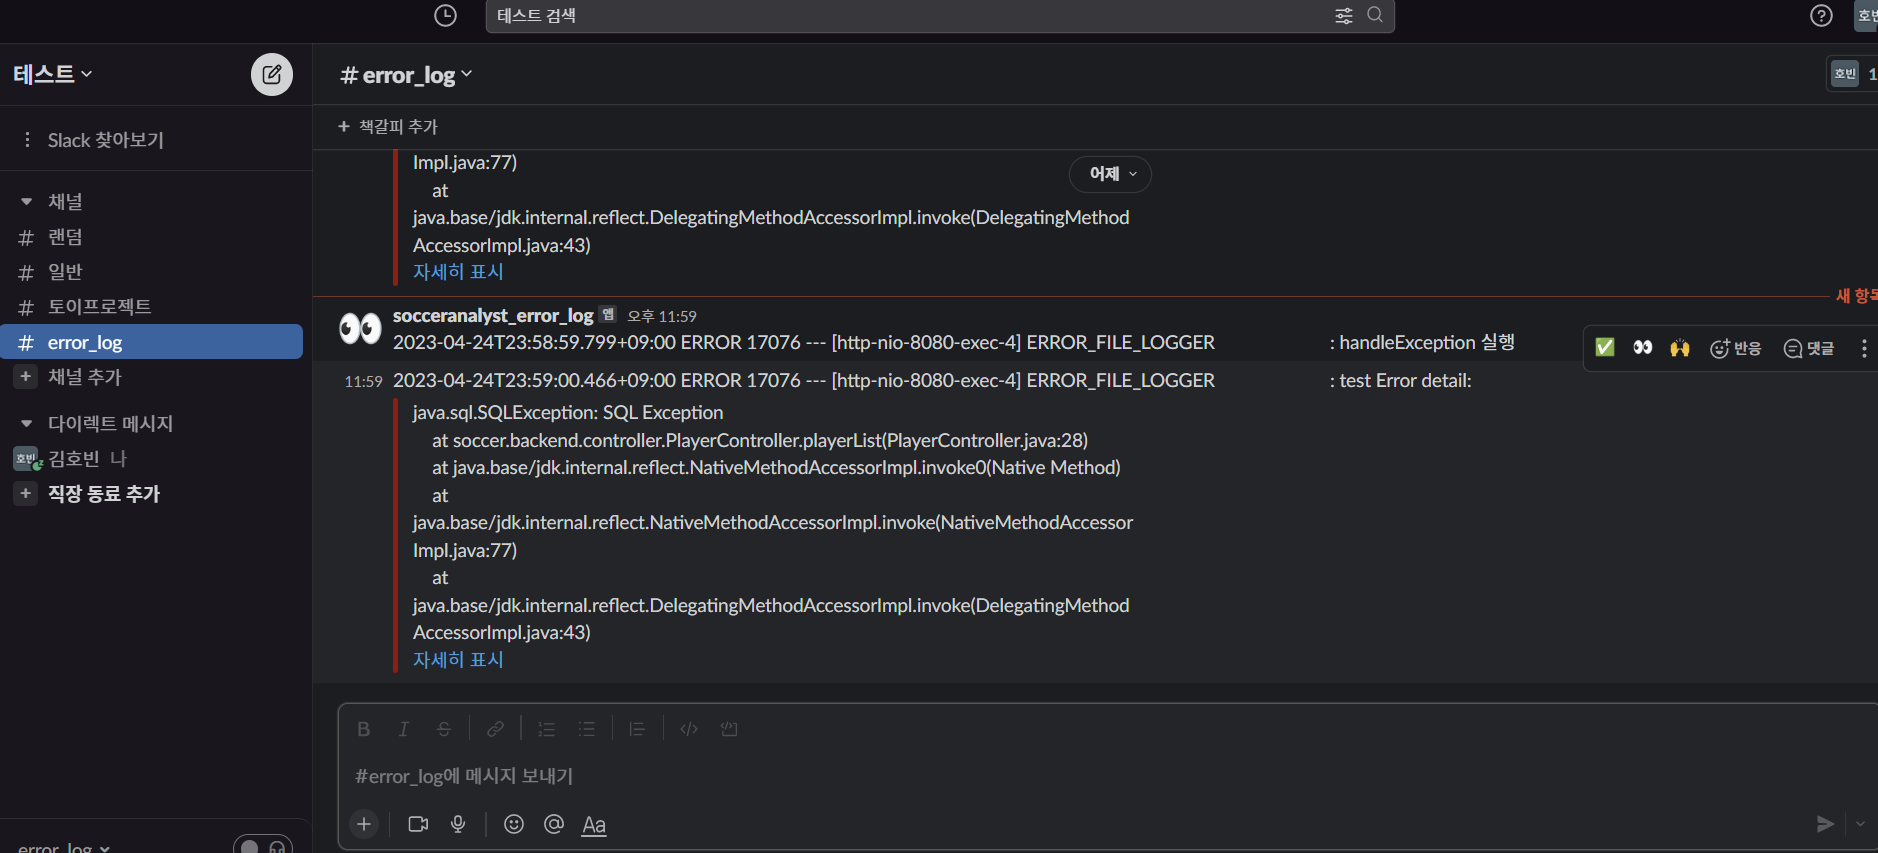 테스트 검색
호빈
테스트
Slack 찾아보기
채널
# 랜덤
# 일반
# 토이프로젝트
# error_log
+ 채널 추가
다이렉트 메시지
호빈 김호빈 나
+ 직장 동료 추가
error_log
# error_log
호빈 1
+ 책갈피 추가
어제
Impl.java:77)
at
java.base/jdk.internal.reflect.DelegatingMethodAccessorImpl.invoke(DelegatingMethod
AccessorImpl.java:43)
자세히 표시
새 항목
socceranalyst_error_log 앱 오후 11:59
2023-04-24T23:58:59.799+09:00 ERROR 17076 --- [http-nio-8080-exec-4] ERROR_FILE_LOGGER : handleException 실행
반응 댓글
11:59 2023-04-24T23:59:00.466+09:00 ERROR 17076 --- [http-nio-8080-exec-4] ERROR_FILE_LOGGER : test Error detail:
java.sql.SQLException: SQL Exception
at soccer.backend.controller.PlayerController.playerList(PlayerController.java:28)
at java.base/jdk.internal.reflect.NativeMethodAccessorImpl.invoke0(Native Method)
at
java.base/jdk.internal.reflect.NativeMethodAccessorImpl.invoke(NativeMethodAccessor
Impl.java:77)
at
java.base/jdk.internal.reflect.DelegatingMethodAccessorImpl.invoke(DelegatingMethod
AccessorImpl.java:43)
자세히 표시
B I S
#error_log에 메시지 보내기
+ @ Aa